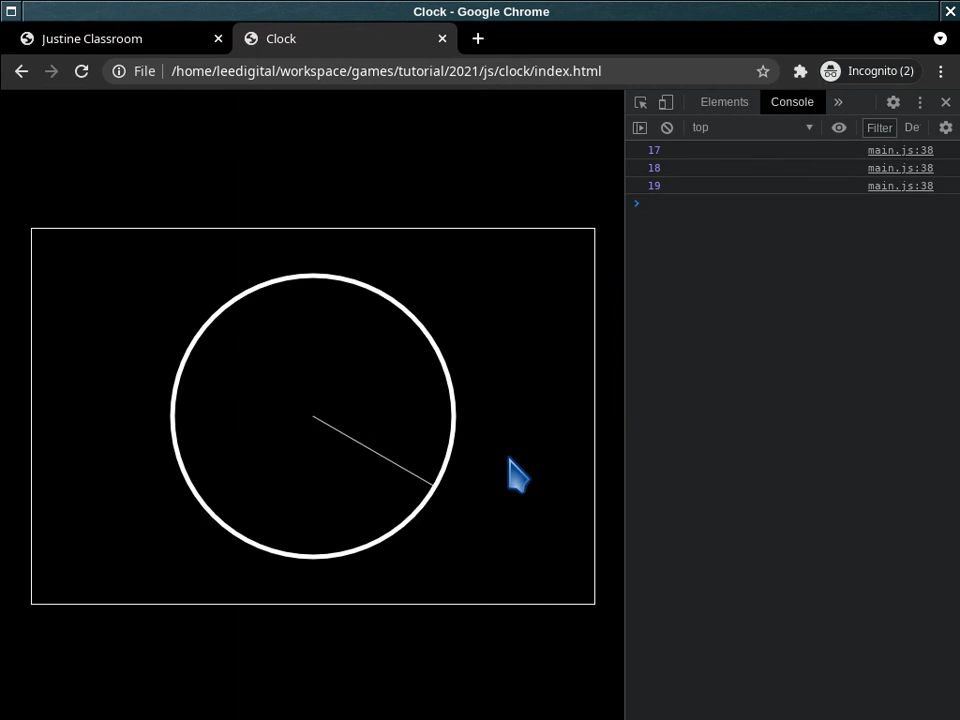 Clock - Google Chrome
Justine Classroom
Clock
File /home/leedigital/workspace/games/tutorial/2021/js/clock/index.html
Incognito (2)
Elements Console
top Filter De
17 main.js:38
18 main.js:38
19 main.js:38